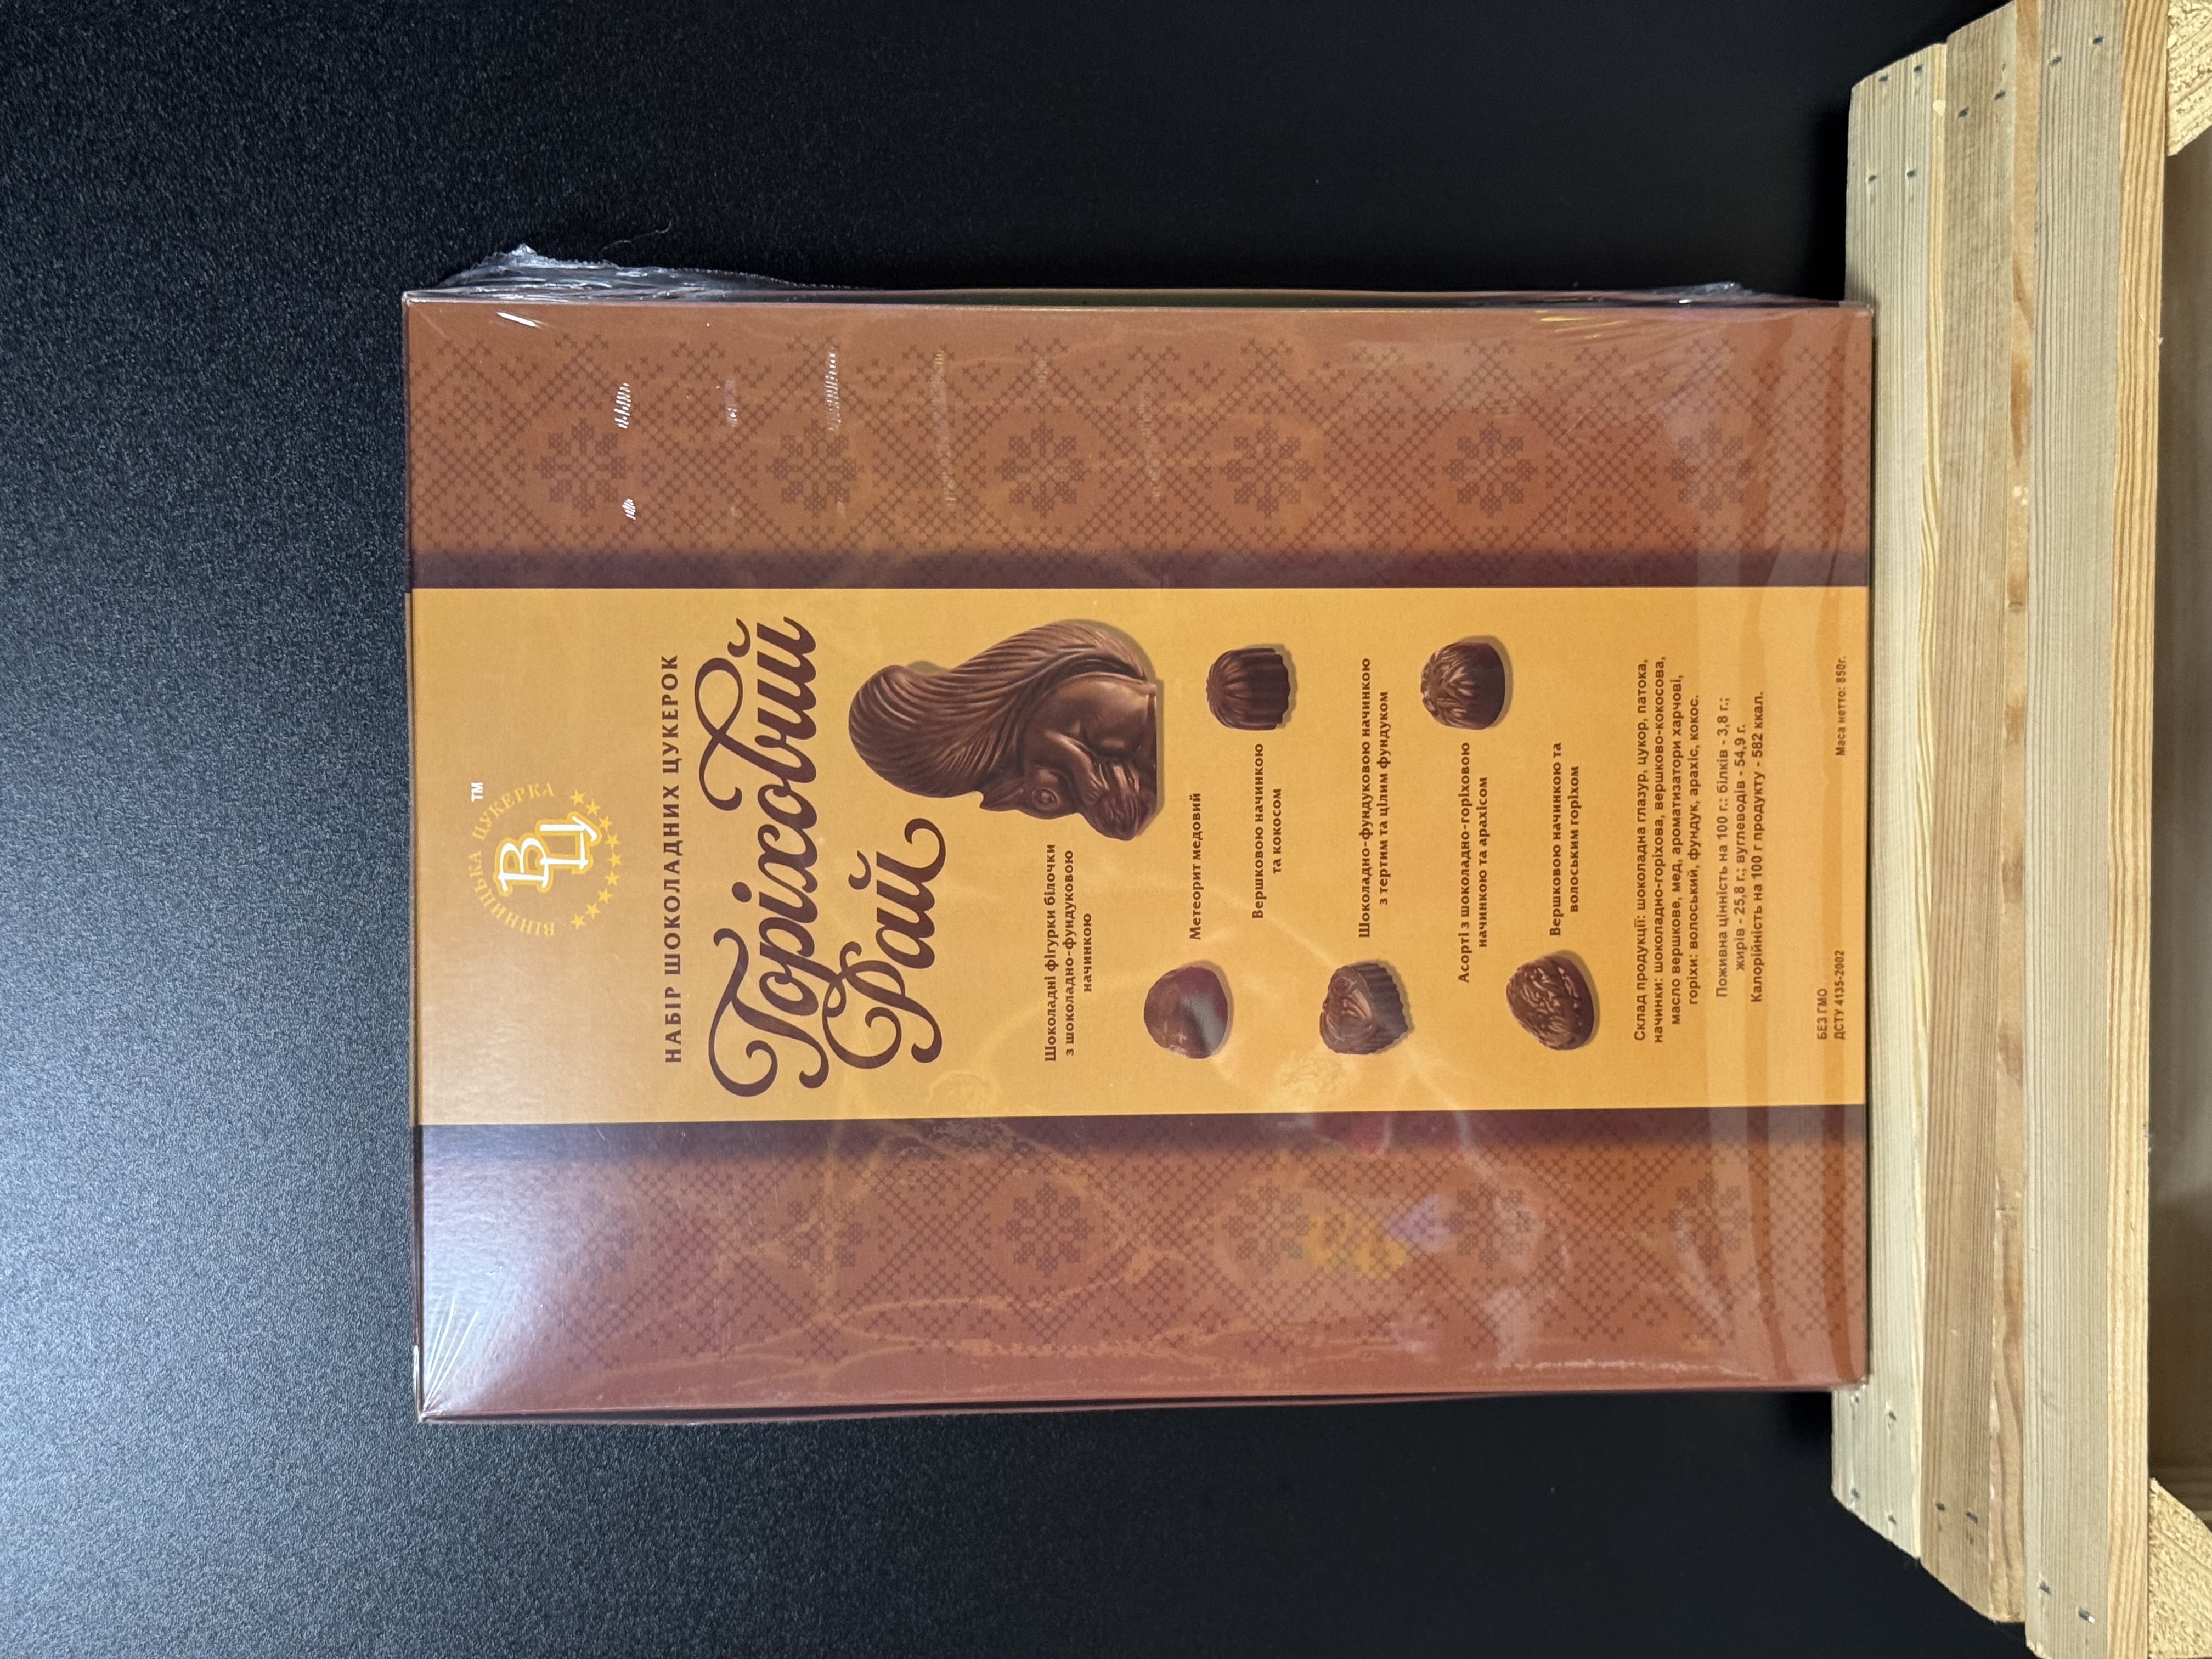 ВІННИЦЬКА ЦУКЕРКА
ВЦ
TM
НАБІР ШОКОЛАДНИХ ЦУКЕРОК
Горіховий
Рай
Шоколадні фігурки білочки
з шоколадно-фундуковою
начинкою
Метеорит медовий
Вершковою начинкою
та кокосом
Шоколадно-фундуковою начинкою
з тертим та цілим фундуком
Асорті з шоколадно-горіховою
начинкою та арахісом
Вершковою начинкою та
волоським горіхом
Склад продукції: шоколадна глазур, цукор, патока,
начинки: шоколадно-горіхова, вершково-кокосова,
масло вершкове, мед, ароматизатори харчові,
горіхи: волоський, фундук, арахіс, кокос.
Поживна цінність на 100 г.: білків - 3,8 г.;
жирів - 25,8 г.; вуглеводів - 54,9 г.
Калорійність на 100 г продукту - 582 ккал.
БЕЗ ГМО
ДСТУ 4135-2002
Маса нетто: 850г.